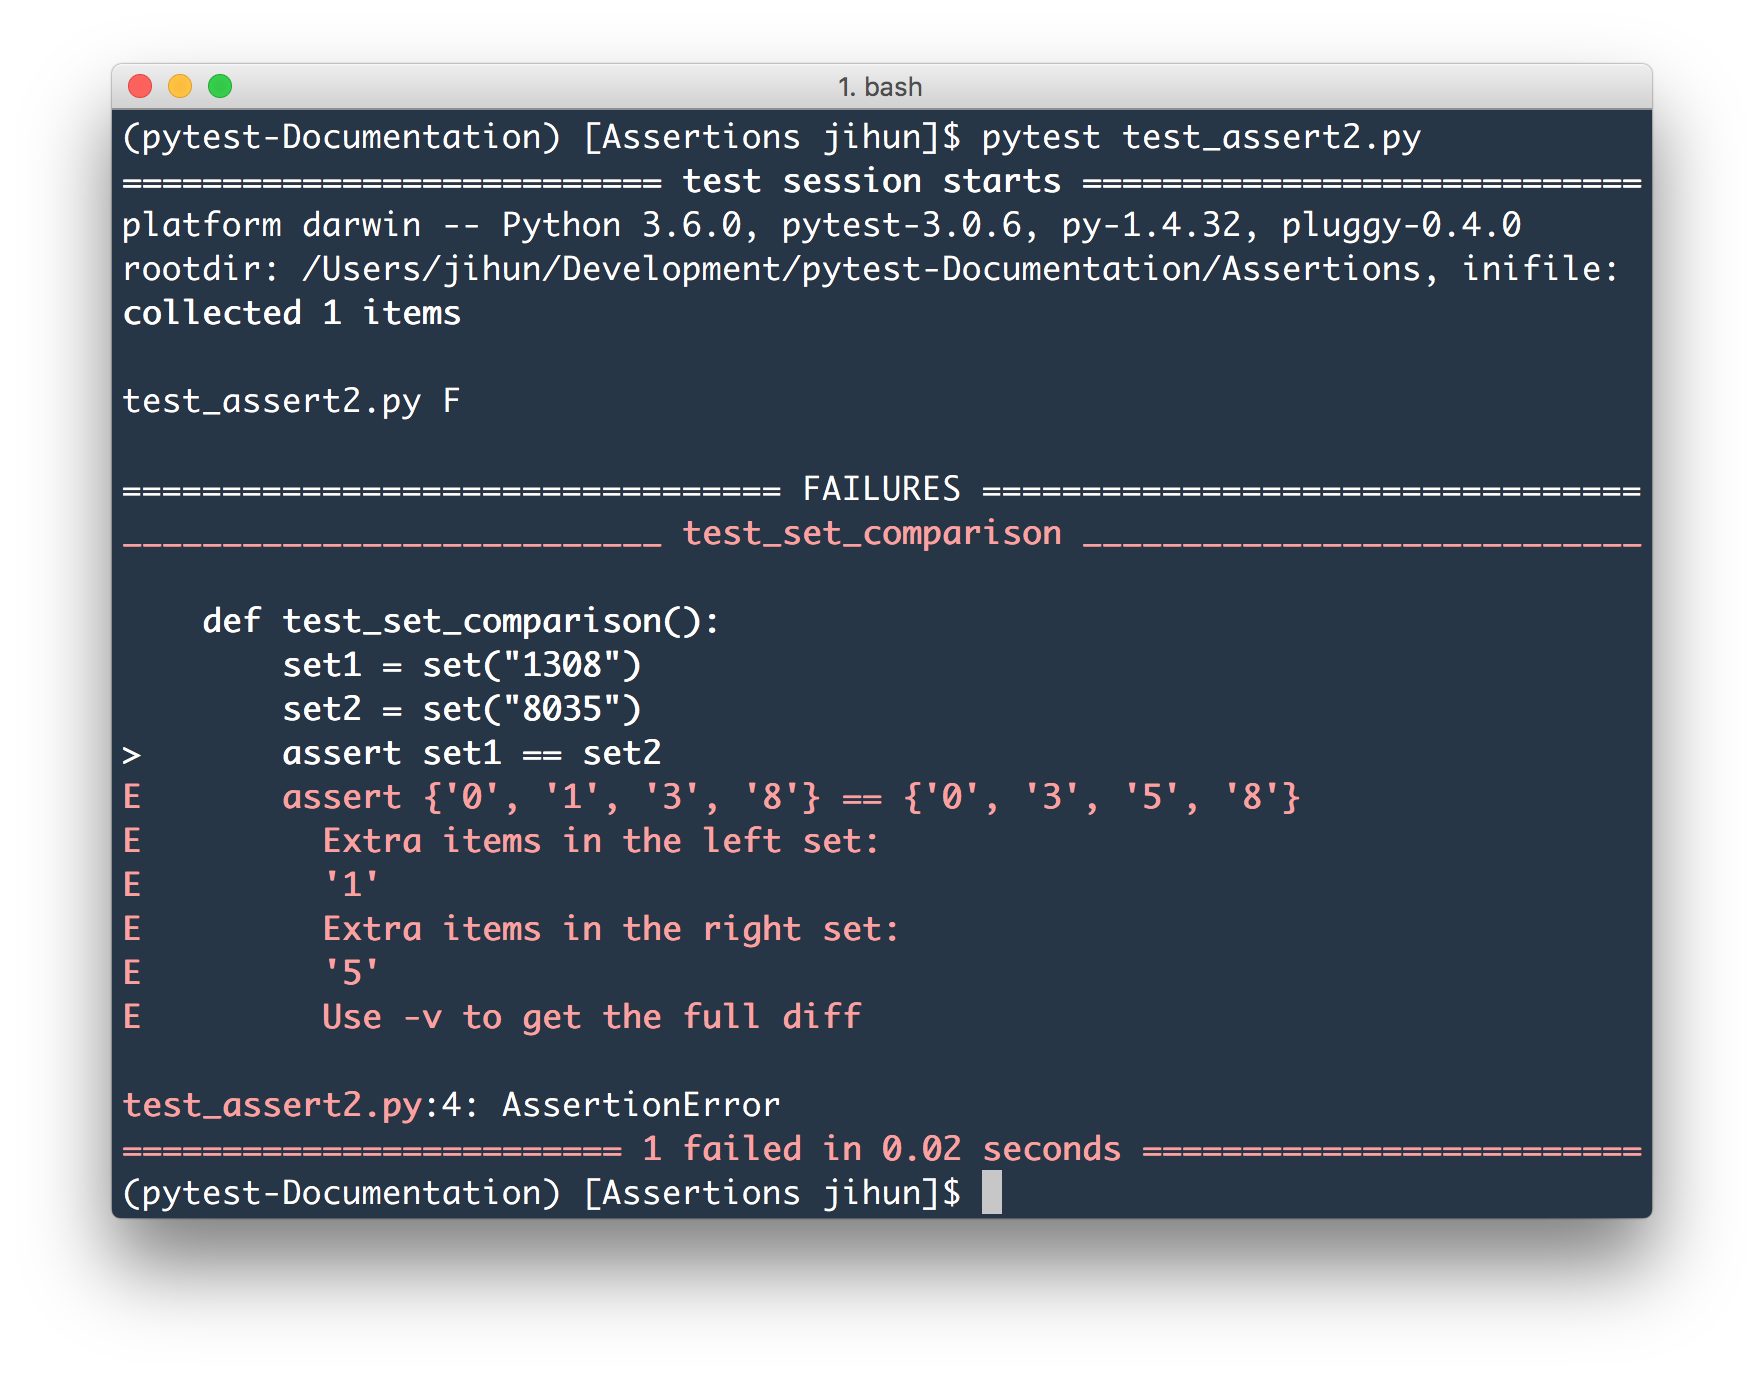 1. bash
(pytest-Documentation) [Assertions jihun]$ pytest test_assert2.py
=========================== test session starts ============================
platform darwin -- Python 3.6.0, pytest-3.0.6, py-1.4.32, pluggy-0.4.0
rootdir: /Users/jihun/Development/pytest-Documentation/Assertions, inifile:
collected 1 items

test_assert2.py F

================================= FAILURES =================================
___________________________ test_set_comparison ____________________________

    def test_set_comparison():
        set1 = set("1308")
        set2 = set("8035")
>       assert set1 == set2
E       assert {'0', '1', '3', '8'} == {'0', '3', '5', '8'}
E         Extra items in the left set:
E         '1'
E         Extra items in the right set:
E         '5'
E         Use -v to get the full diff

test_assert2.py:4: AssertionError
========================= 1 failed in 0.02 seconds =========================
(pytest-Documentation) [Assertions jihun]$